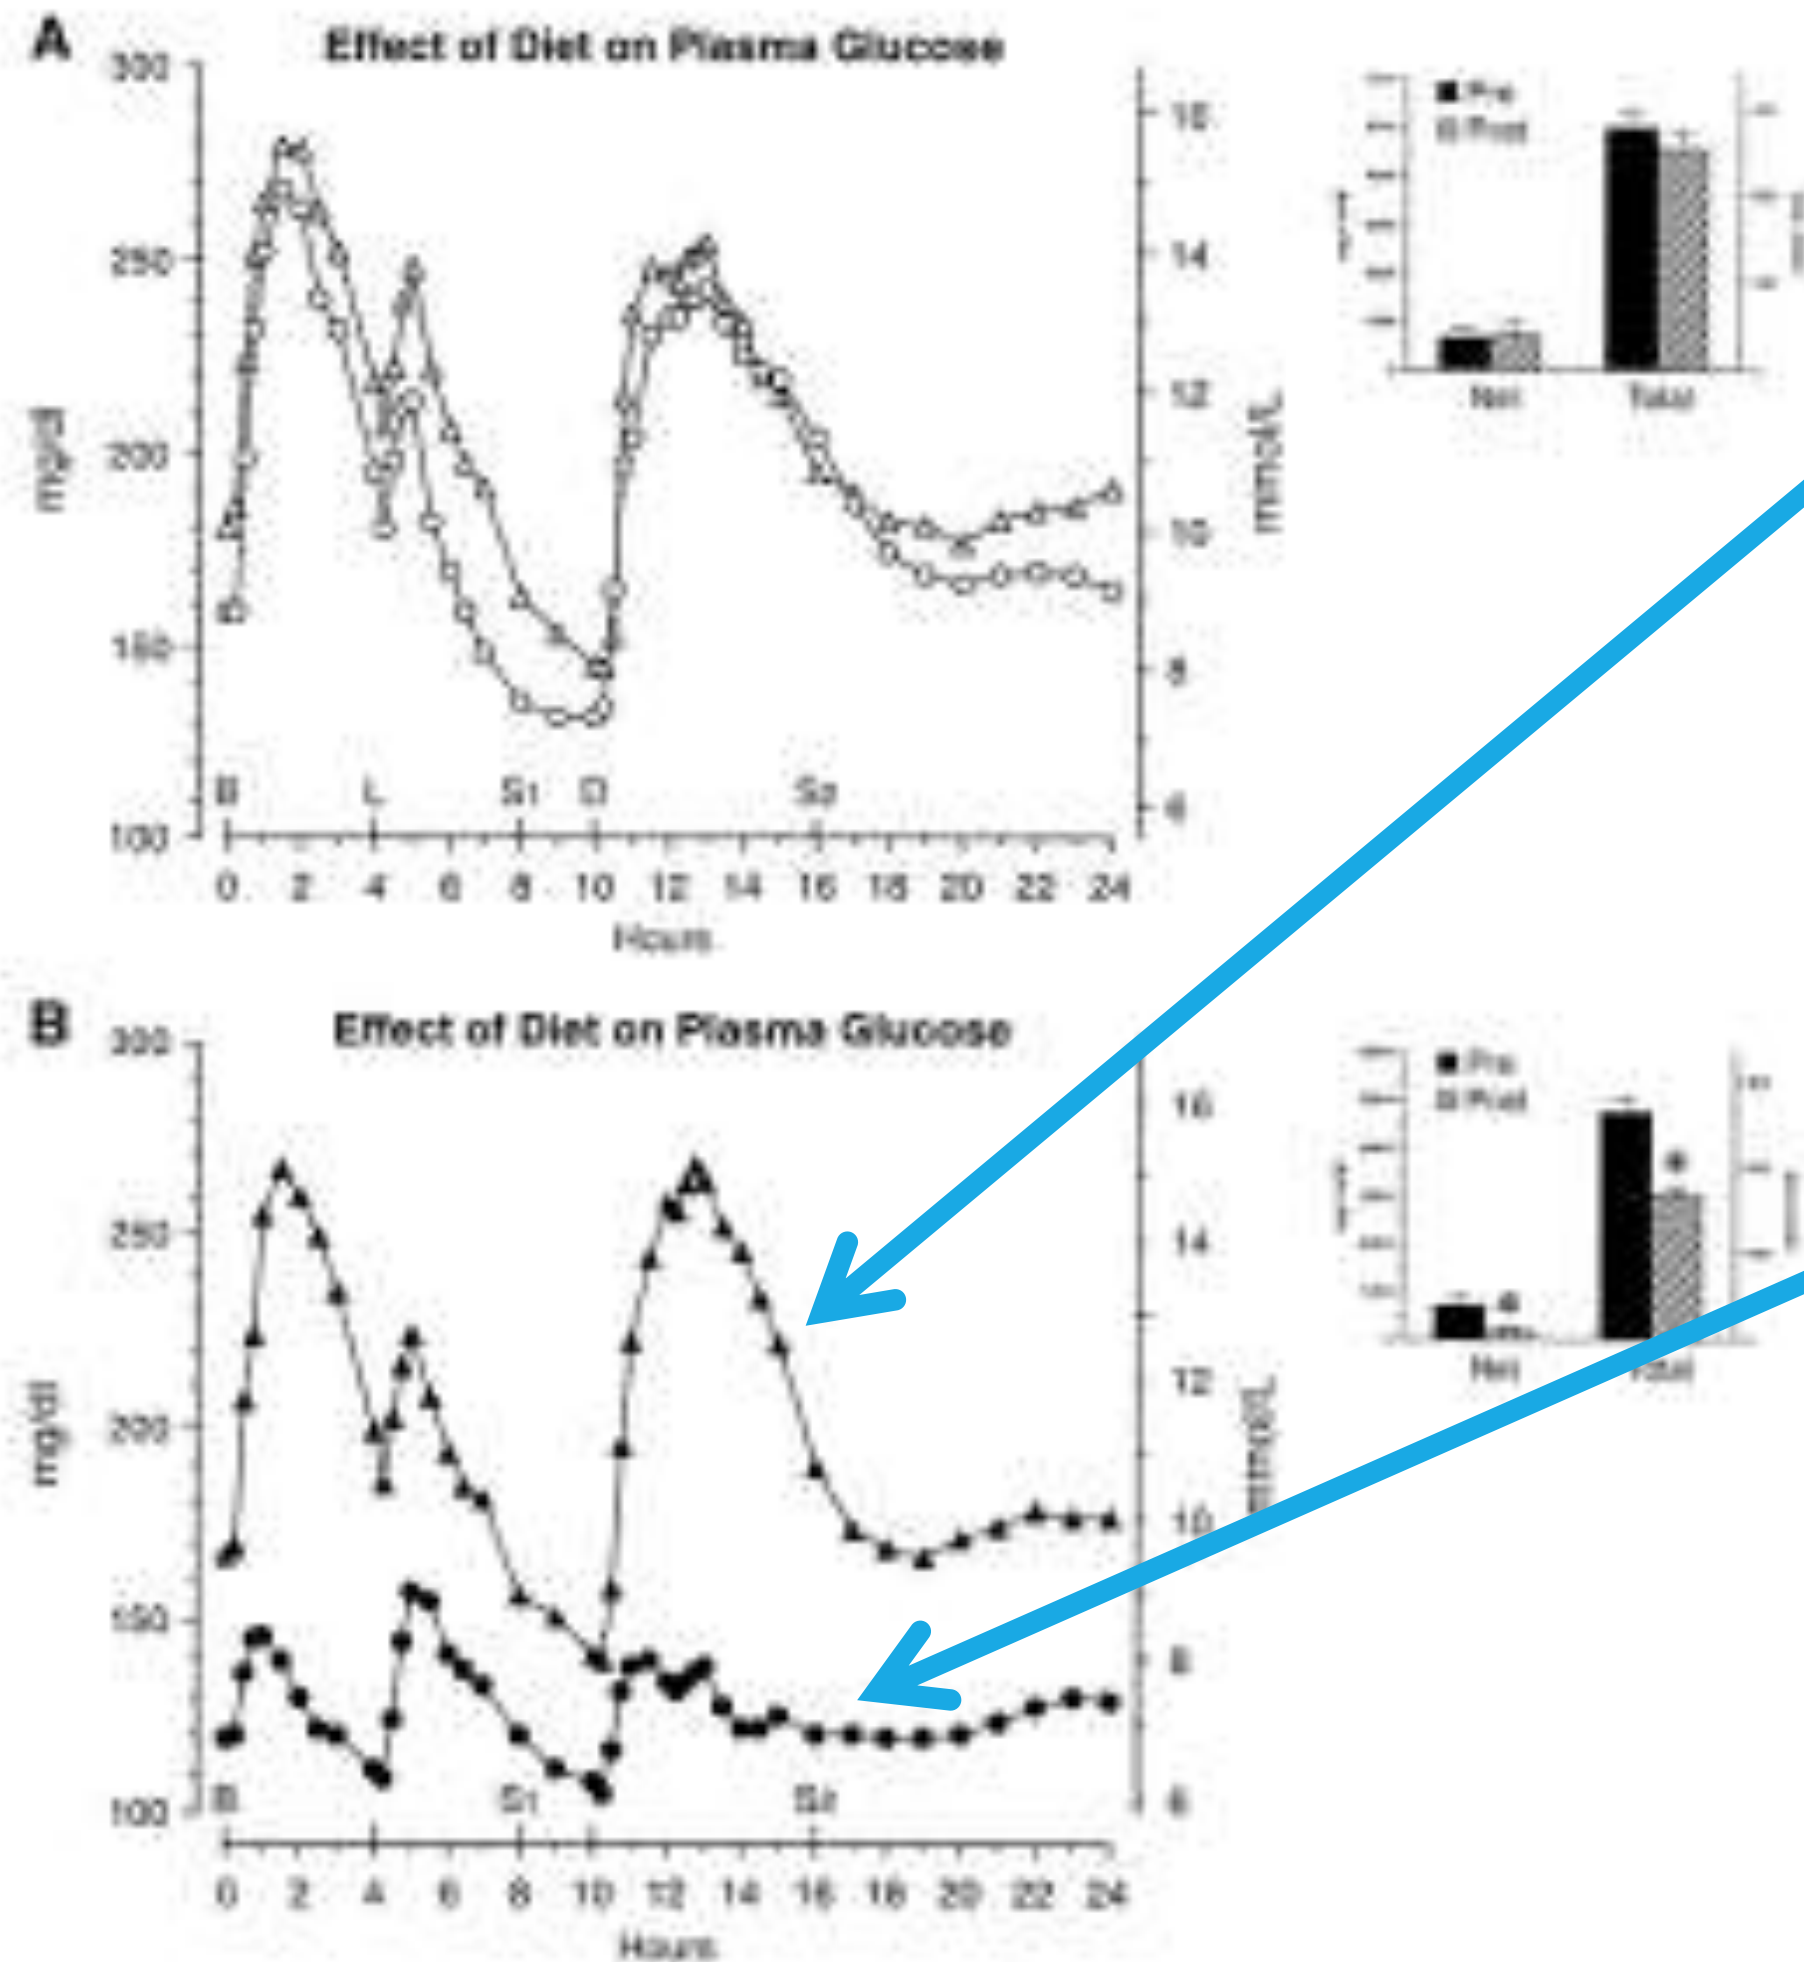 A
Effect of Diet on Plasma Glucose
300
250
200
150
100
mg/dl
16
14
12
10
8
6
mmol/L
B L S1 D S2
0 2 4 6 8 10 12 14 16 18 20 22 24
Hours
Pre
Post
Net Total
B
Effect of Diet on Plasma Glucose
300
250
200
150
100
mg/dl
16
14
12
10
8
6
mmol/L
B S1 S2
0 2 4 6 8 10 12 14 16 18 20 22 24
Hours
Pre
Post
Net Total